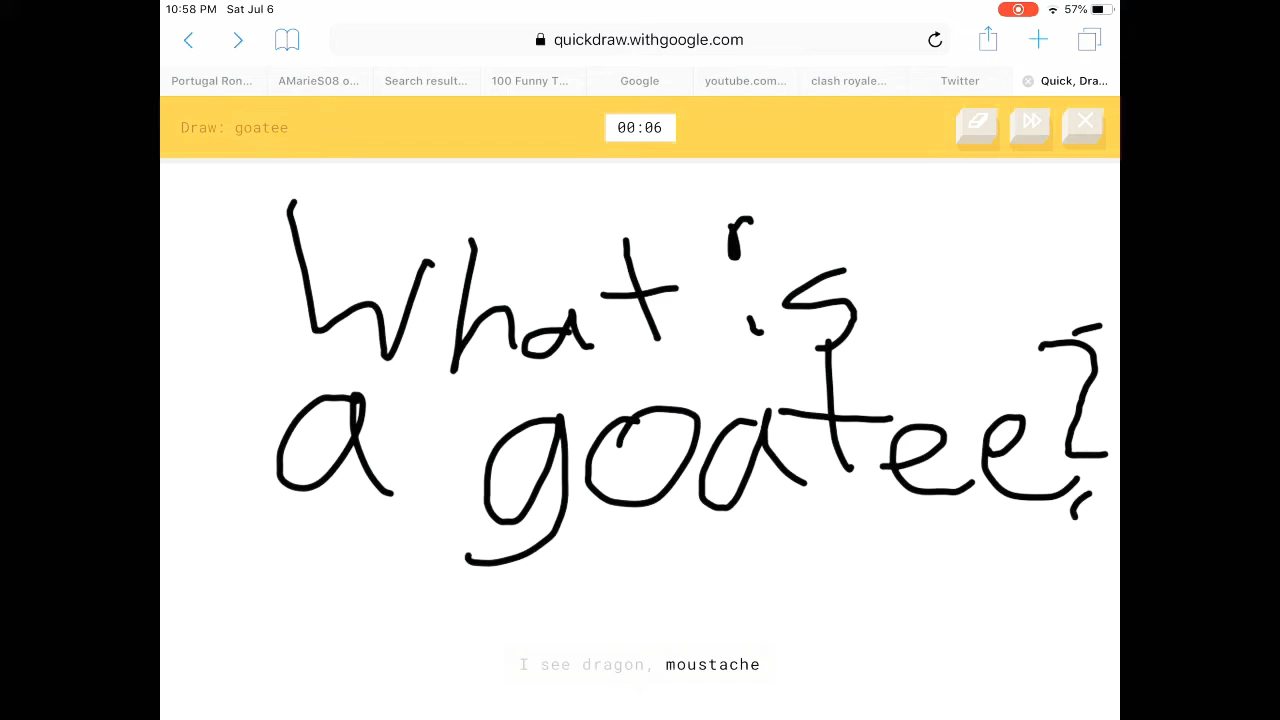 10:58 PM Sat Jul 6 57%
quickdraw.withgoogle.com
Portugal Ron... AMarieS08 o... Search result... 100 Funny T... Google youtube.com... clash royale... Twitter Quick, Dra...
Draw: goatee 00:06
What is
a goatee?
I see dragon, moustache